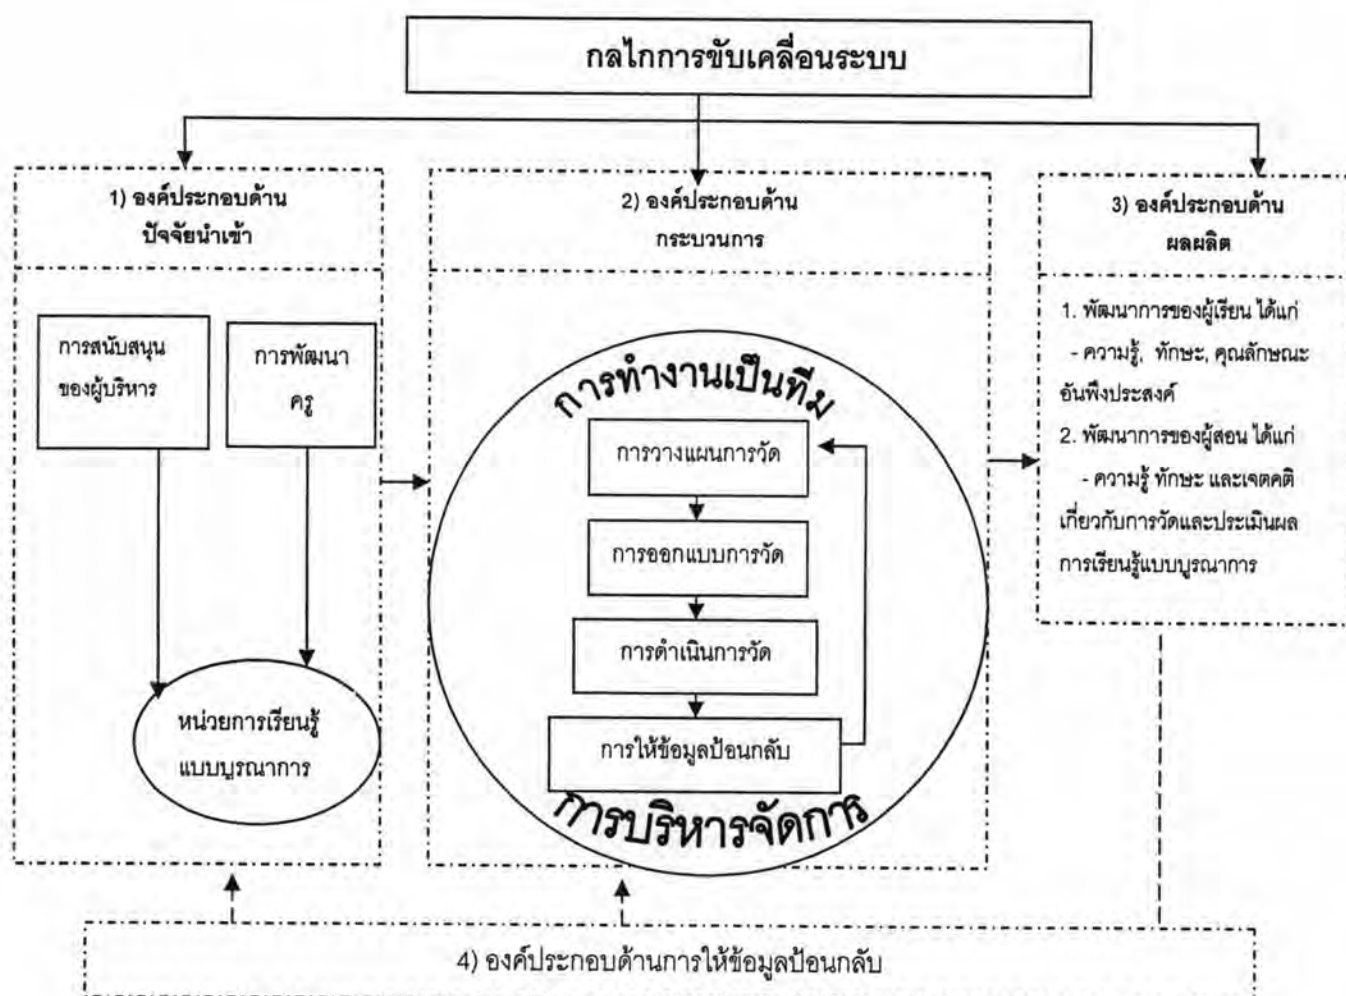 กลไกการขับเคลื่อนระบบ
1) องค์ประกอบด้าน
ปัจจัยนำเข้า
การสนับสนุน
ของผู้บริหาร
การพัฒนา
ครู
หน่วยการเรียนรู้
แบบบูรณาการ
2) องค์ประกอบด้าน
กระบวนการ
การทำงานเป็นทีม
การวางแผนการวัด
การออกแบบการวัด
การดำเนินการวัด
การให้ข้อมูลป้อนกลับ
การบริหารจัดการ
3) องค์ประกอบด้าน
ผลผลิต
1. พัฒนาการของผู้เรียน ได้แก่
- ความรู้, ทักษะ, คุณลักษณะ
อันพึงประสงค์
2. พัฒนาการของผู้สอน ได้แก่
- ความรู้ ทักษะ และเจตคติ
เกี่ยวกับการวัดและประเมินผล
การเรียนรู้แบบบูรณาการ
4) องค์ประกอบด้านการให้ข้อมูลป้อนกลับ